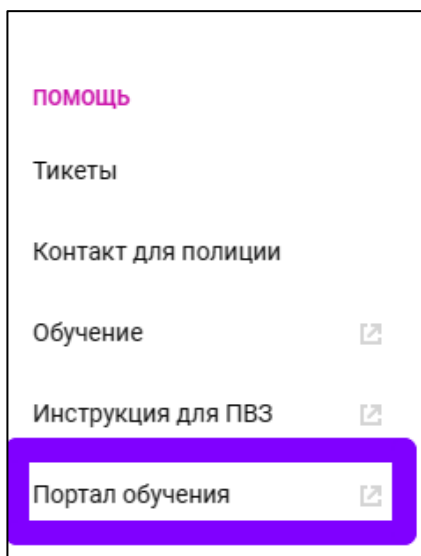 ПОМОЩЬ
Тикеты
Контакт для полиции
Обучение
Инструкция для ПВЗ
Портал обучения